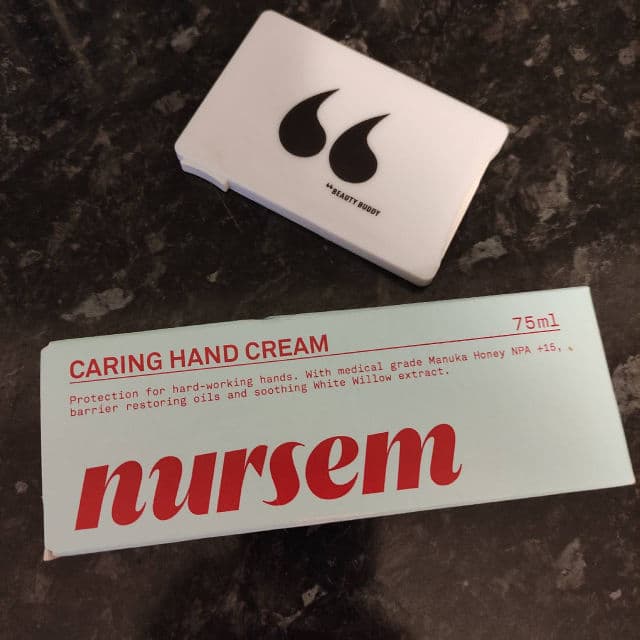 “BEAUTY BUDDY
CARING HAND CREAM 75ml
Protection for hard-working hands. With medical grade Manuka Honey NPA +15,
barrier restoring oils and soothing White Willow extract.
nursem